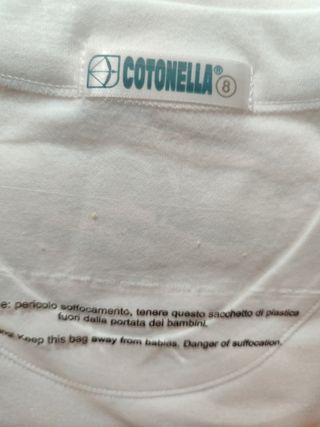 COTONELLA® 8
e: pericolo soffocamento, tenere questo sacchetto di plastica
fuori dalla portata dei bambini.
Keep this bag away from babies. Danger of suffocation.